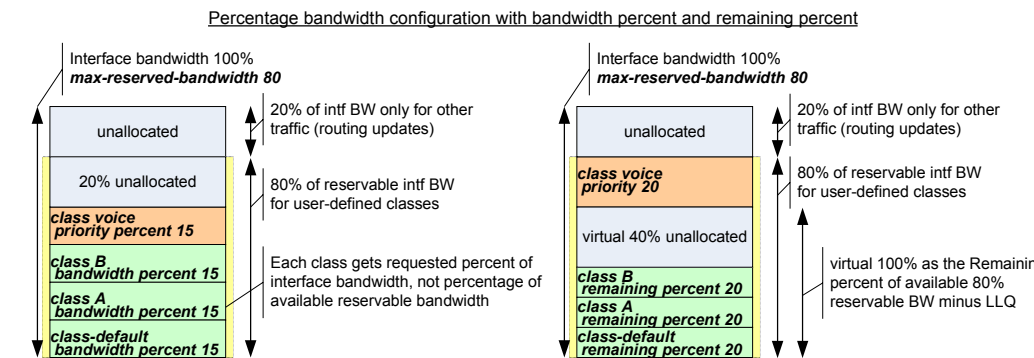 Percentage bandwidth configuration with bandwidth percent and remaining percent
Interface bandwidth 100%
max-reserved-bandwidth 80
unallocated
20% unallocated
class voice
priority percent 15
class B
bandwidth percent 15
class A
bandwidth percent 15
class-default
bandwidth percent 15
20% of intf BW only for other
traffic (routing updates)
80% of reservable intf BW
for user-defined classes
Each class gets requested percent of
interface bandwidth, not percentage of
available reservable bandwidth
Interface bandwidth 100%
max-reserved-bandwidth 80
unallocated
class voice
priority 20
virtual 40% unallocated
class B
remaining percent 20
class A
remaining percent 20
class-default
remaining percent 20
20% of intf BW only for other
traffic (routing updates)
80% of reservable intf BW
for user-defined classes
virtual 100% as the Remainin
percent of available 80%
reservable BW minus LLQ